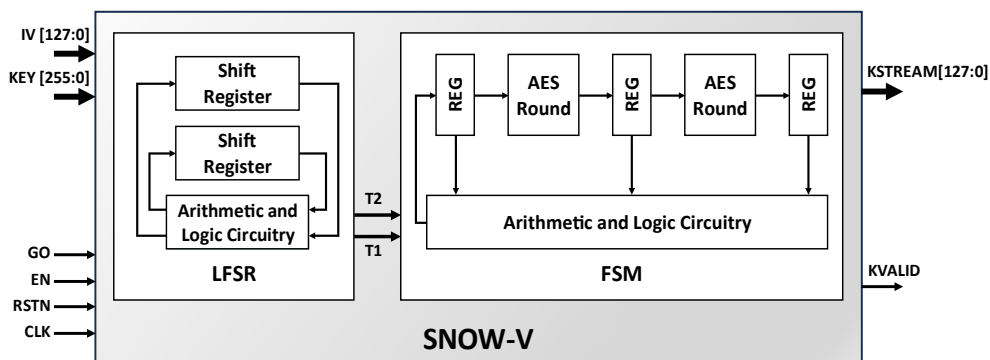 IV [127:0]
KEY [255:0]
GO
EN
RSTN
CLK
Shift
Register
Shift
Register
Arithmetic and
Logic Circuitry
LFSR
T2
T1
REG
AES
Round
REG
AES
Round
REG
Arithmetic and Logic Circuitry
FSM
KSTREAM[127:0]
KVALID
SNOW-V